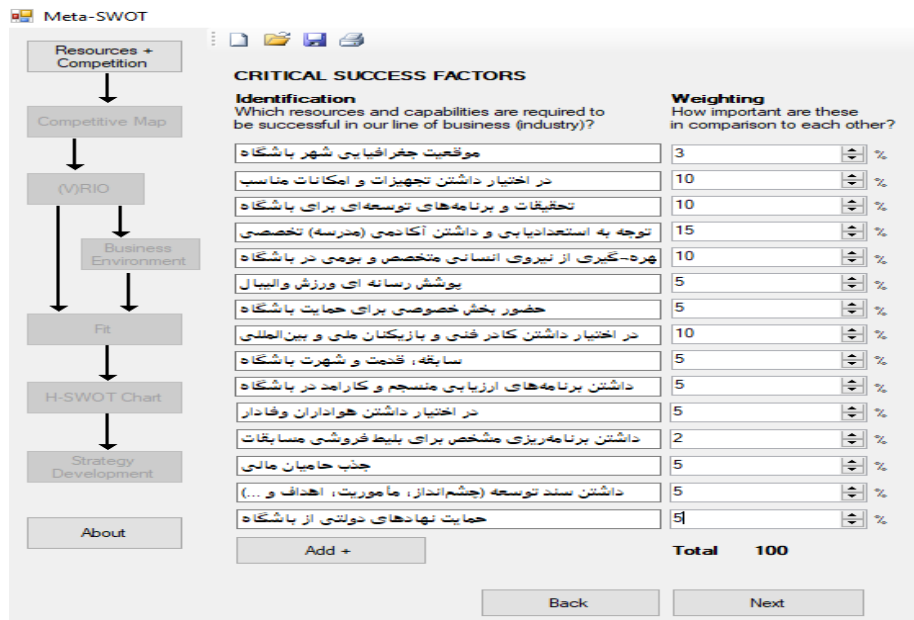 Meta-SWOT
Resources +
Competition
Competitive Map
(V)RIO
Business
Environment
Fit
H-SWOT Chart
Strategy
Development
About
CRITICAL SUCCESS FACTORS
Identification
Which resources and capabilities are required to
be successful in our line of business (industry)?
Weighting
How important are these
in comparison to each other?
موقعیت جغرافیایی شهر باشگاه 3 %
در اختیار داشتن تجهیزات و امکانات مناسب 10 %
تحقیقات و برنامه‌های توسعه‌ای برای باشگاه 10 %
توجه به استعدادیابی و داشتن آکادمی (مدرسه) تخصصی 15 %
هره-گیری از نیروی انسانی متخصص و بومی در باشگاه 10 %
پوشش رسانه ای ورزش والیبال 5 %
حضور بخش خصوصی برای حمایت باشگاه 5 %
در اختیار داشتن کادر فنی و بازیکنان ملی و بین‌المللی 10 %
سابقه، قدمت و شهرت باشگاه 5 %
داشتن برنامه‌های ارزیابی منسجم و کارامد در باشگاه 5 %
در اختیار داشتن هواداران وفادار 5 %
داشتن برنامه‌ریزی مشخص برای بلیط فروشی مسابقات 2 %
جذب حامیان مالی 5 %
داشتن سند توسعه (چشم‌انداز، مأموریت، اهداف و ...) 5 %
حمایت نهادهای دولتی از باشگاه 5 %
Add +
Total 100
Back
Next